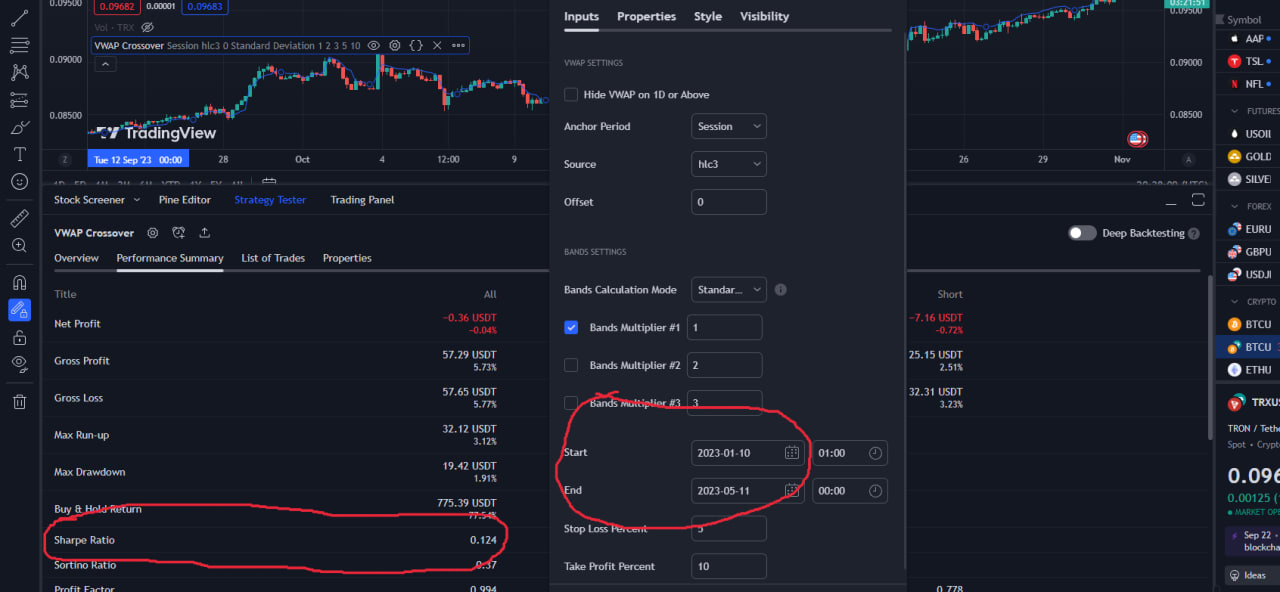 0.09682 0.00001 0.09683
Vol · TRX
VWAP Crossover Session hlc3 0 Standard Deviation 1 2 3 5 10
0.09500
0.09000
0.08500
TradingView
Z
Tue 12 Sep '23 00:00
28 Oct 4 12:00 9
Stock Screener Pine Editor Strategy Tester Trading Panel
VWAP Crossover
Overview Performance Summary List of Trades Properties
Title All
Net Profit −0.36 USDT
−0.04%
Gross Profit 57.29 USDT
5.73%
Gross Loss 57.65 USDT
5.77%
Max Run-up 32.12 USDT
3.12%
Max Drawdown 19.42 USDT
1.91%
Buy & Hold Return 775.39 USDT
77.54%
Sharpe Ratio 0.124
Sortino Ratio 0.37
Profit Factor 0.994
Inputs Properties Style Visibility
VWAP SETTINGS
Hide VWAP on 1D or Above
Anchor Period Session
Source hlc3
Offset 0
BANDS SETTINGS
Bands Calculation Mode Standar...
Bands Multiplier #1 1
Bands Multiplier #2 2
Bands Multiplier #3 3
Start 2023-01-10 01:00
End 2023-05-11 00:00
Stop Loss Percent 5
Take Profit Percent 10
03:21:51
0.09500
0.09000
0.08500
26 29 Nov A
Deep Backtesting
Short
−7.16 USDT
−0.72%
25.15 USDT
2.51%
32.31 USDT
3.23%
0.778
Symbol
AAP
TSL
NFL
FUTURES
USOIL
GOLD
SILVE
FOREX
EURU
GBPU
USDJ
CRYPTO
BTCU
BTCU
ETHU
TRXUS
TRON / Tethe
Spot • Crypt
0.096
0.00125
MARKET OPE
Sep 22
blockcha
Ideas